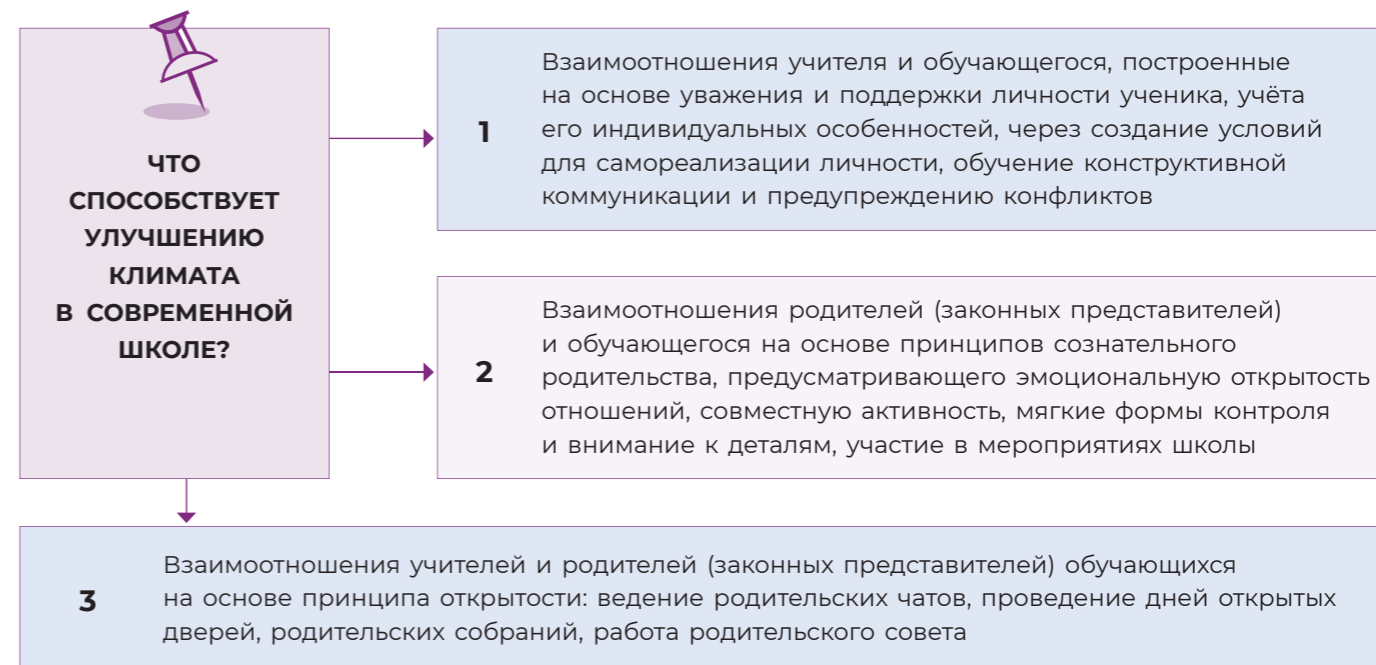 ЧТО
СПОСОБСТВУЕТ
УЛУЧШЕНИЮ
КЛИМАТА
В СОВРЕМЕННОЙ
ШКОЛЕ?
1
Взаимоотношения учителя и обучающегося, построенные
на основе уважения и поддержки личности ученика, учёта
его индивидуальных особенностей, через создание условий
для самореализации личности, обучение конструктивной
коммуникации и предупреждению конфликтов
2
Взаимоотношения родителей (законных представителей)
и обучающегося на основе принципов сознательного
родительства, предусматривающего эмоциональную открытость
отношений, совместную активность, мягкие формы контроля
и внимание к деталям, участие в мероприятиях школы
3
Взаимоотношения учителей и родителей (законных представителей) обучающихся
на основе принципа открытости: ведение родительских чатов, проведение дней открытых
дверей, родительских собраний, работа родительского совета